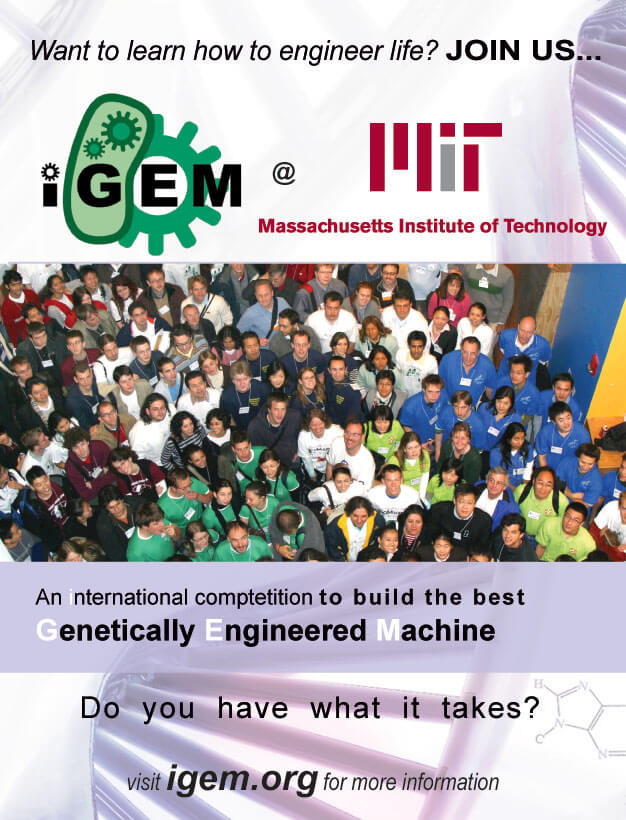 Want to learn how to engineer life? JOIN US...
iGEM @ MiT
Massachusetts Institute of Technology
An international comptetition to build the best
Genetically Engineered Machine
Do you have what it takes?
H
N
N
C
N
visit igem.org for more information